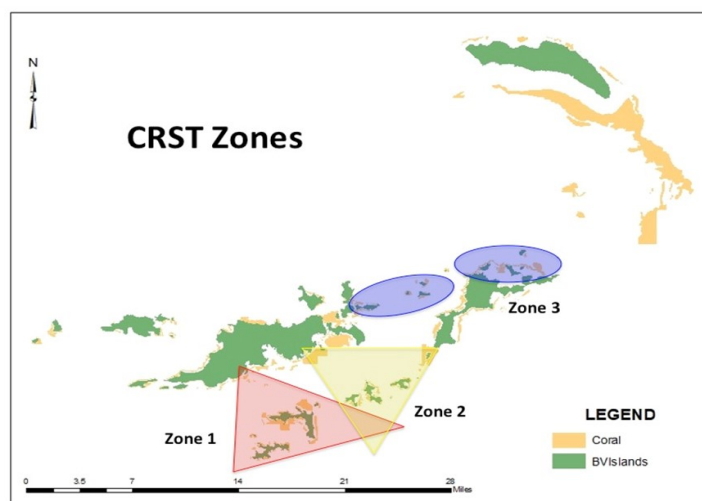 N
CRST Zones
Zone 3
Zone 2
Zone 1
LEGEND
Coral
BVIslands
0 3.5 7 14 21 28
Miles